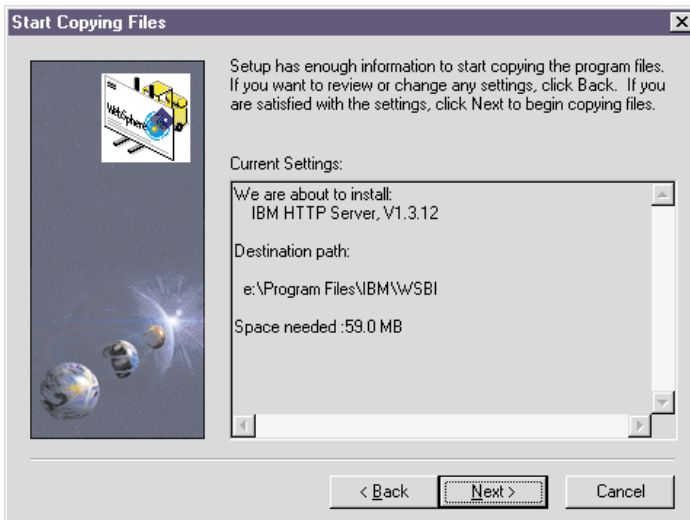 Start Copying Files
WebSphere
Setup has enough information to start copying the program files.
If you want to review or change any settings, click Back. If you
are satisfied with the settings, click Next to begin copying files.
Current Settings:
We are about to install:
IBM HTTP Server, V1.3.12
Destination path:
e:\Program Files\IBM\WSBI
Space needed :59.0 MB
< Back
Next >
Cancel